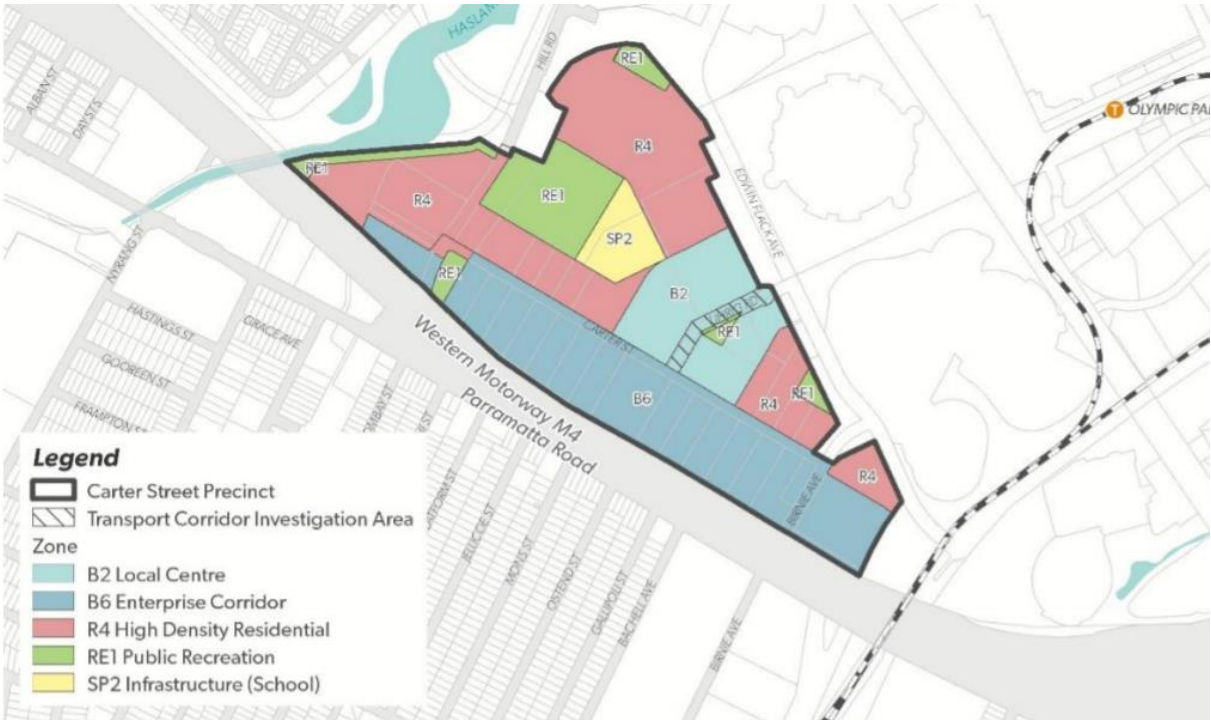 HASLAM
HILL RD
ALBAN ST
DAY ST S
OLYMPIC PA
RE1
R4
EDWIN FLACK AVE
RE1
R4
RE1
SP2
NYRANG ST
B2
RE1
RE1
HASTINGS ST
GRACE AVE
CARTER ST
GOOREEN ST
Western Motorway M4
Parramatta Road
B6
R4
RE1
FRAMPTON ST
R4
BIRNIE AVE
Legend
Carter Street Precinct
Transport Corridor Investigation Area
Zone
B2 Local Centre
B6 Enterprise Corridor
R4 High Density Residential
RE1 Public Recreation
SP2 Infrastructure (School)
MONS ST
OSTEND ST
GALLIPOLI ST
BACHELL AVE
BIRNIE AVE